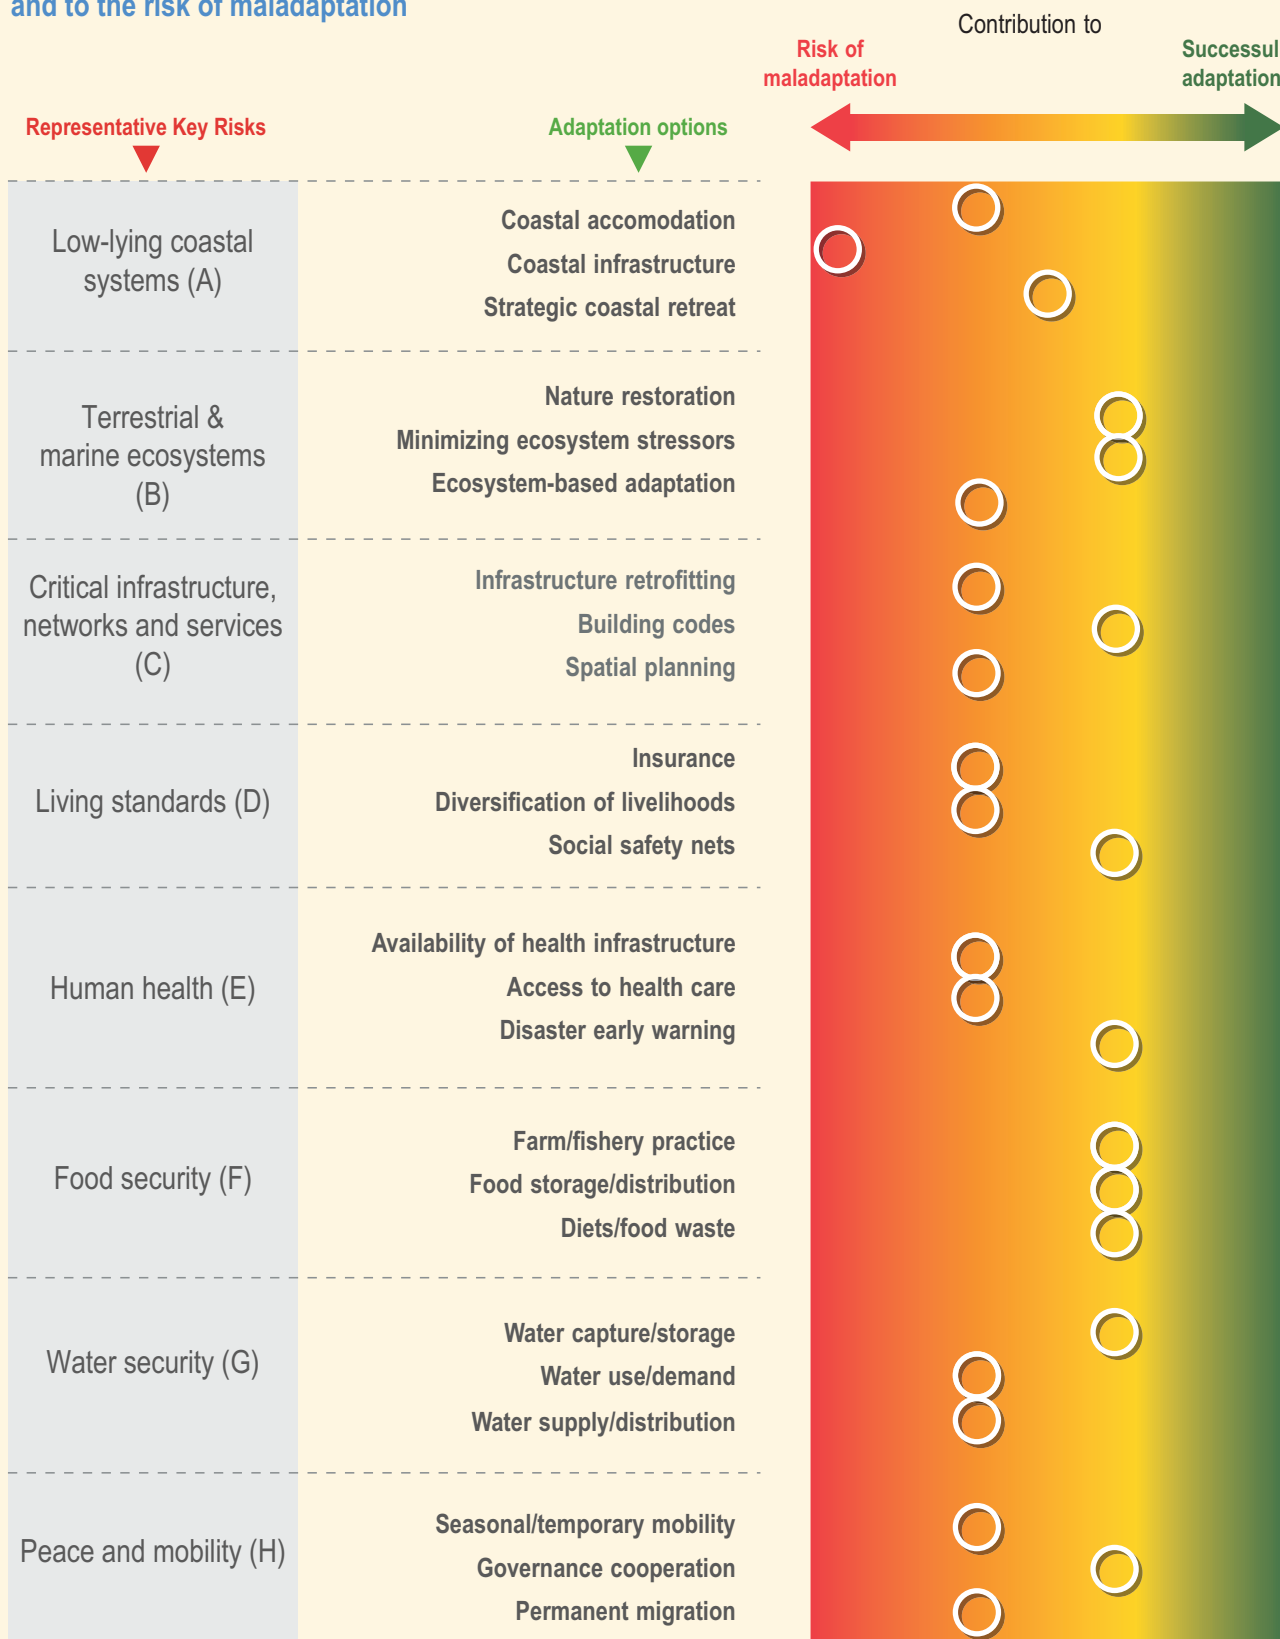 and to the risk of maladaptation
Contribution to
Risk of
maladaptation
Successul
adaptation
Representative Key Risks
Adaptation options
Low-lying coastal
systems (A)
Coastal accomodation
Coastal infrastructure
Strategic coastal retreat
Terrestrial &
marine ecosystems
(B)
Nature restoration
Minimizing ecosystem stressors
Ecosystem-based adaptation
Critical infrastructure,
networks and services
(C)
Infrastructure retrofitting
Building codes
Spatial planning
Living standards (D)
Insurance
Diversification of livelihoods
Social safety nets
Human health (E)
Availability of health infrastructure
Access to health care
Disaster early warning
Food security (F)
Farm/fishery practice
Food storage/distribution
Diets/food waste
Water security (G)
Water capture/storage
Water use/demand
Water supply/distribution
Peace and mobility (H)
Seasonal/temporary mobility
Governance cooperation
Permanent migration